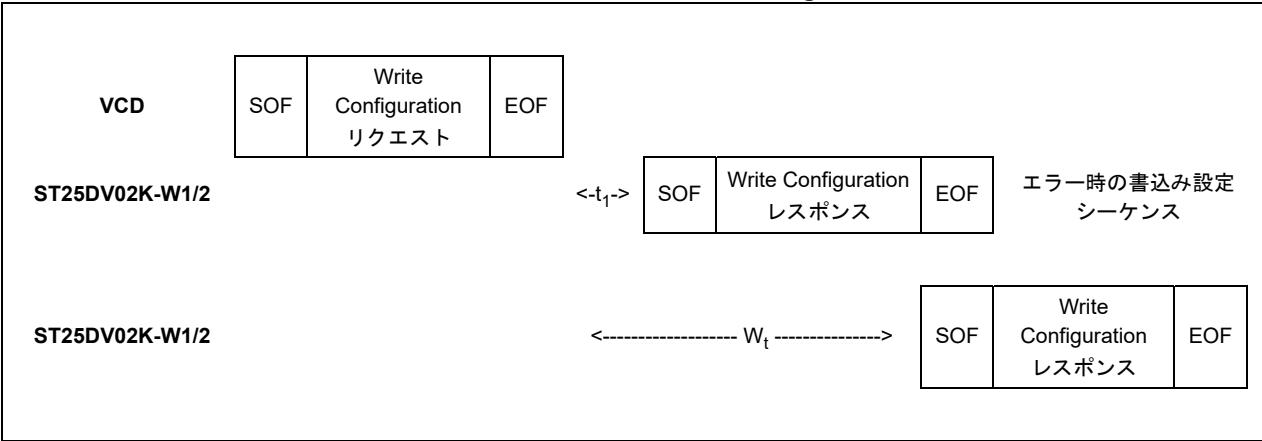 VCD
SOF
Write
Configuration
リクエスト
EOF
ST25DV02K-W1/2
<-t1->
SOF
Write Configuration
レスポンス
EOF
エラー時の書込み設定
シーケンス
ST25DV02K-W1/2
<------------------- Wt --------------->
SOF
Write
Configuration
レスポンス
EOF